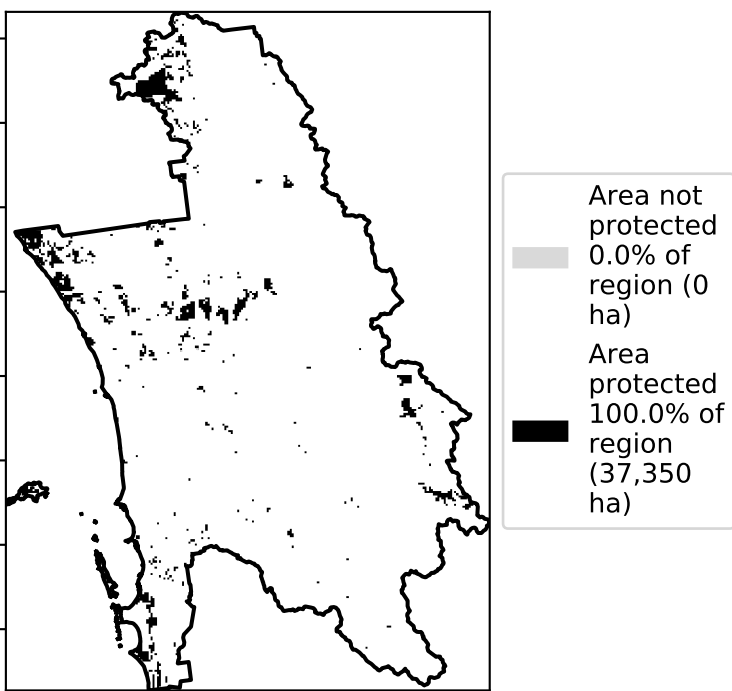 Area not
protected
0.0% of
region (0
ha)
Area
protected
100.0% of
region
(37,350
ha)